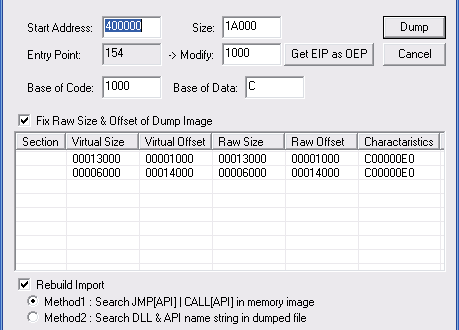 Start Address: 400000 Size: 1A000 Dump
Entry Point: 154 -> Modify: 1000 Get EIP as OEP Cancel
Base of Code: 1000 Base of Data: C
Fix Raw Size & Offset of Dump Image
Section Virtual Size Virtual Offset Raw Size Raw Offset Charactaristics
00013000 00001000 00013000 00001000 C00000E0
00006000 00014000 00006000 00014000 C00000E0
Rebuild Import
Method1 : Search JMP[API] | CALL[API] in memory image
Method2 : Search DLL & API name string in dumped file